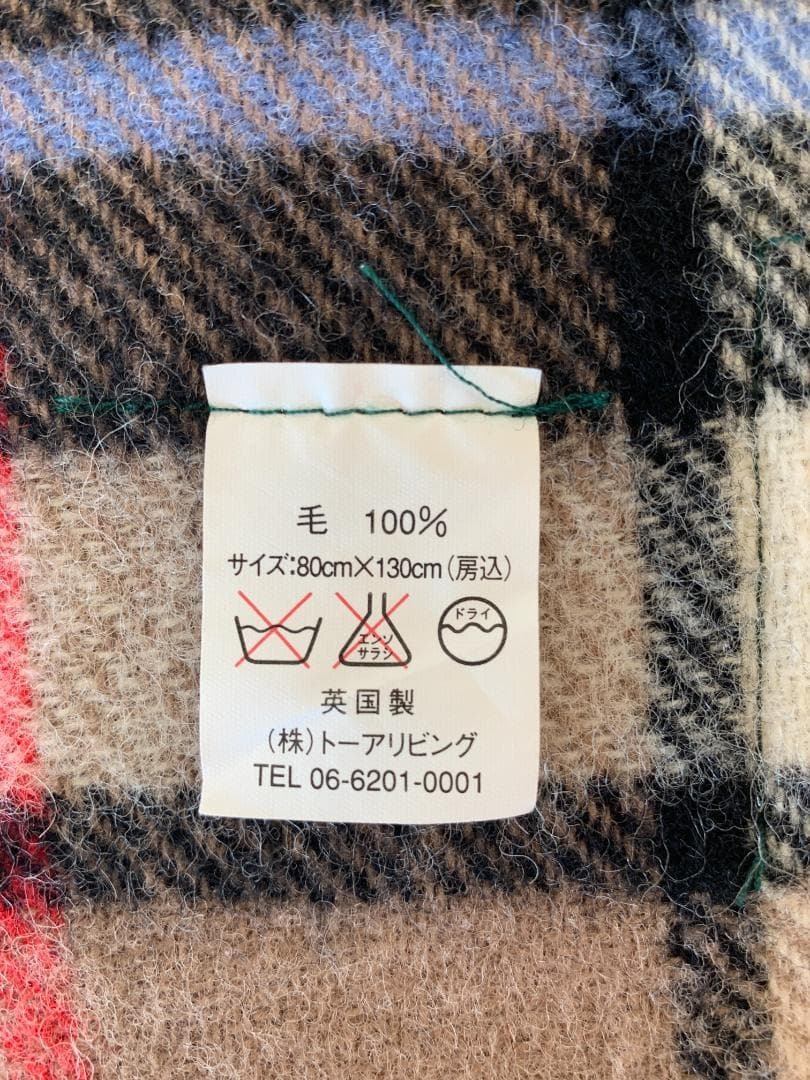 毛 100%
サイズ:80cm×130cm(房込)
エンソ
サラシ
ドライ
英国製
(株)トーアリビング
TEL 06-6201-0001